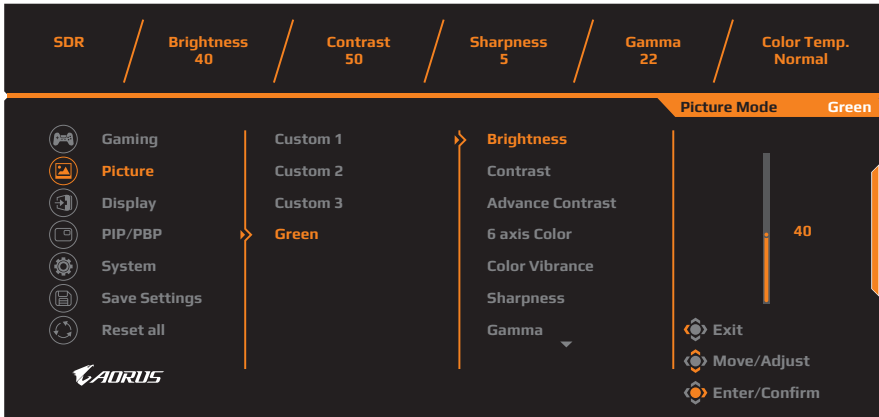 SDR
Brightness
40
Contrast
50
Sharpness
5
Gamma
22
Color Temp.
Normal
Picture Mode Green
Gaming
Picture
Display
PIP/PBP
System
Save Settings
Reset all
AORUS
Custom 1
Custom 2
Custom 3
Green
Brightness
Contrast
Advance Contrast
6 axis Color
Color Vibrance
Sharpness
Gamma
40
Exit
Move/Adjust
Enter/Confirm